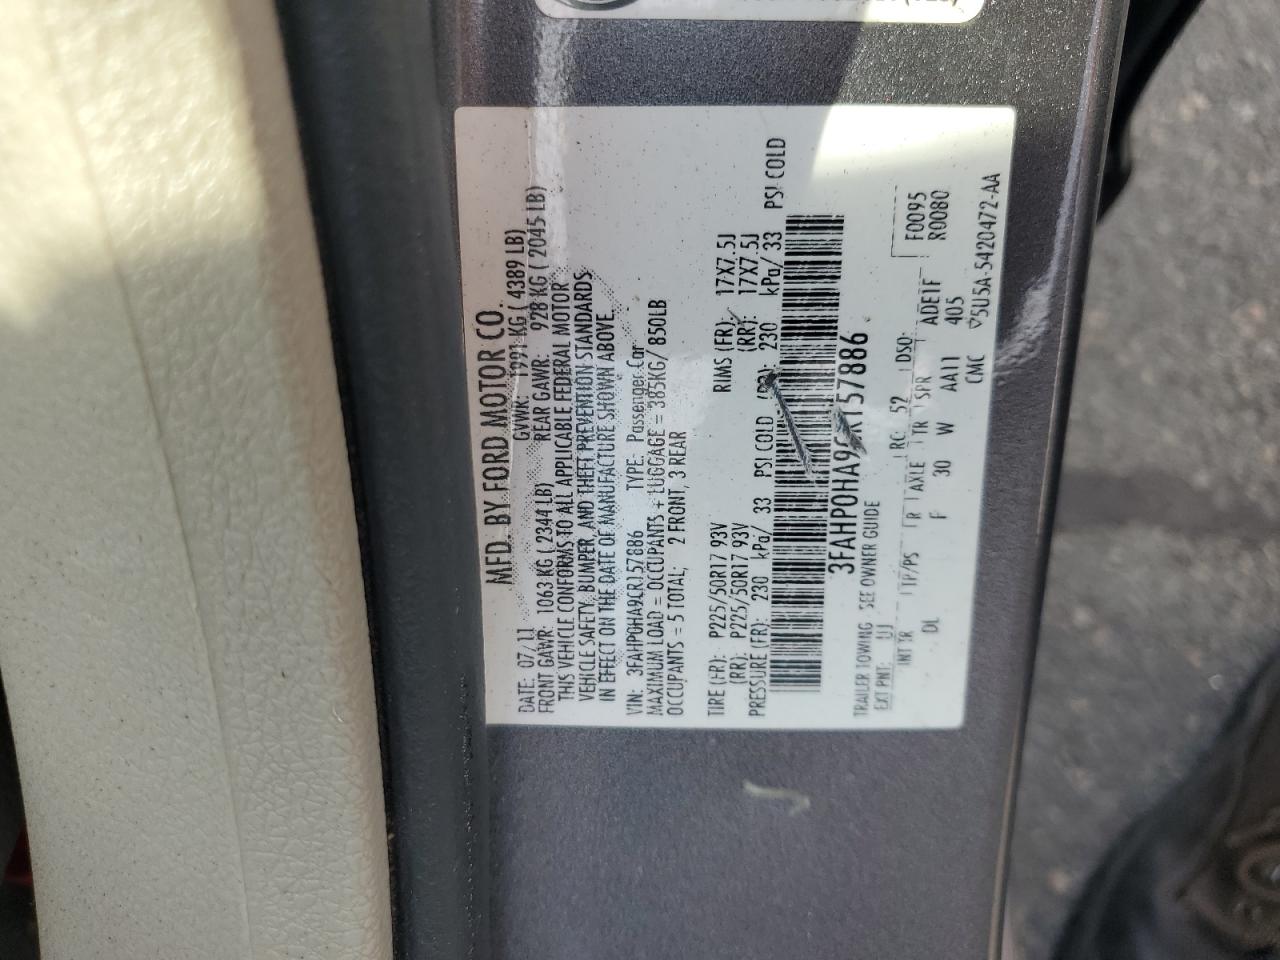 MFD. BY FORD MOTOR CO.
DATE: 07/11 GVWR: 1991 KG ( 4389 LB)
FRONT GAWR: 1063 KG ( 2344 LB) REAR GAWR: 928 KG ( 2045 LB)
THIS VEHICLE CONFORMS TO ALL APPLICABLE FEDERAL MOTOR
VEHICLE SAFETY, BUMPER, AND THEFT PREVENTION STANDARDS
IN EFFECT ON THE DATE OF MANUFACTURE SHOWN ABOVE.
VIN: 3FAHP0HA9CR157886 TYPE: Passenger Car
MAXIMUM LOAD = OCCUPANTS + LUGGAGE = 385KG/ 850LB
OCCUPANTS = 5 TOTAL; 2 FRONT, 3 REAR
TIRE (FR): P225/50R17 93V RIMS (FR): 17X7.5J
(RR): P225/50R17 93V (RR): 17X7.5J
PRESSURE (FR): 230 kPa/ 33 PSI COLD 230 kPa/ 33 PSI COLD
3FAHP0HA9CR157886
TRAILER TOWING - SEE OWNER GUIDE
EXT PNT: UJ RC: 52 DSO: F0095
R0080
INT TR TP/PS R AXLE TR SPR ADE1F
DL F 30 W AA11 405
CMC ▽5U5A-5420472-AA